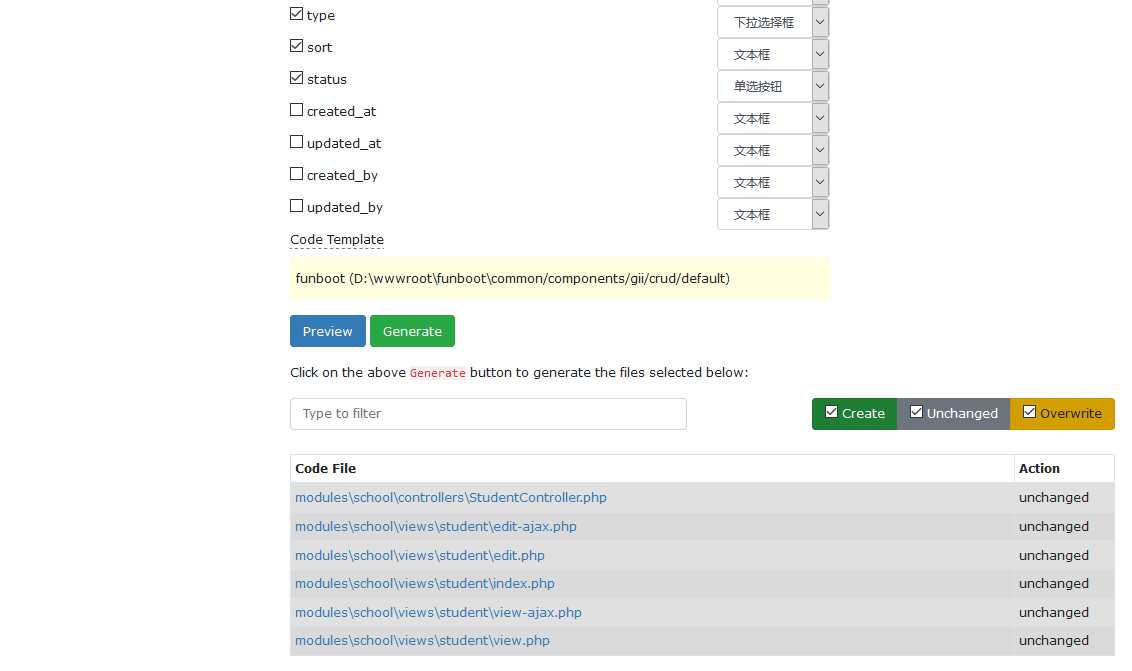 type 下拉选择框
sort 文本框
status 单选按钮
created_at 文本框
updated_at 文本框
created_by 文本框
updated_by 文本框
Code Template
funboot (D:\wwwroot\funboot\common/components/gii/crud/default)
Preview Generate
Click on the above Generate button to generate the files selected below:
Type to filter Create Unchanged Overwrite
Code File Action
modules\school\controllers\StudentController.php unchanged
modules\school\views\student\edit-ajax.php unchanged
modules\school\views\student\edit.php unchanged
modules\school\views\student\index.php unchanged
modules\school\views\student\view-ajax.php unchanged
modules\school\views\student\view.php unchanged